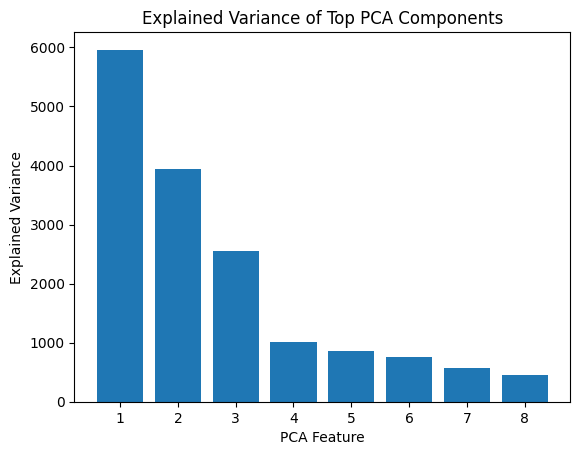 Explained Variance of Top PCA Components
6000
5000
4000
3000
2000
1000
0
Explained Variance
1 2 3 4 5 6 7 8
PCA Feature